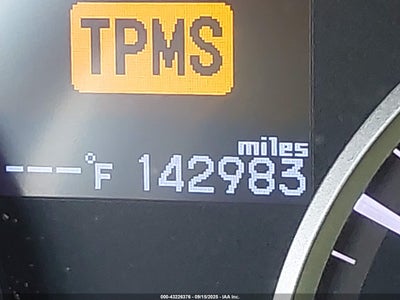 TPMS
miles
---°F 142983
000-43226376 - 09/15/2025 - IAA Inc.